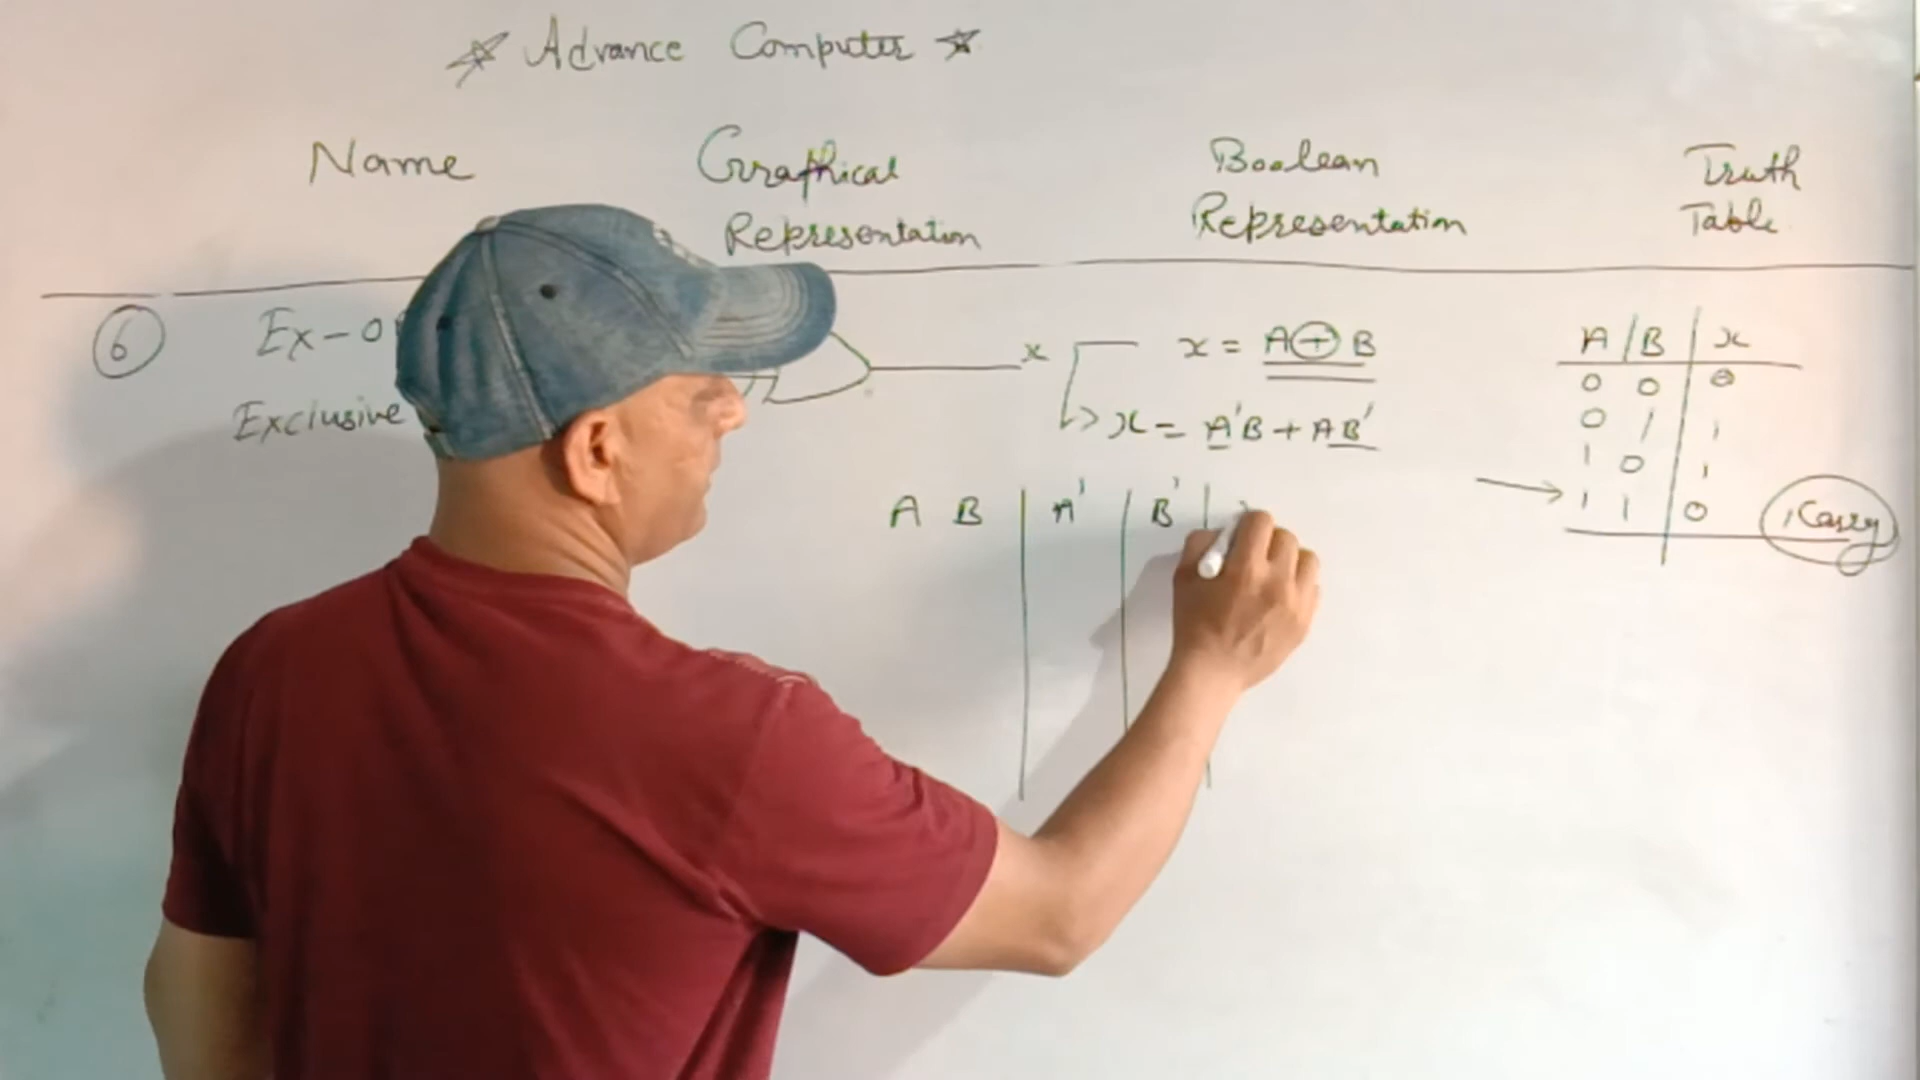 ☆ Advance Computer ☆
Name Graphical Representation Boolean Representation Truth Table
6 Ex-O
Exclusive
x x = A ⊕ B
x = A'B + AB'
A B A' B'
A B x
0 0 0
0 1 1
1 0 1
1 1 0 1 Carry